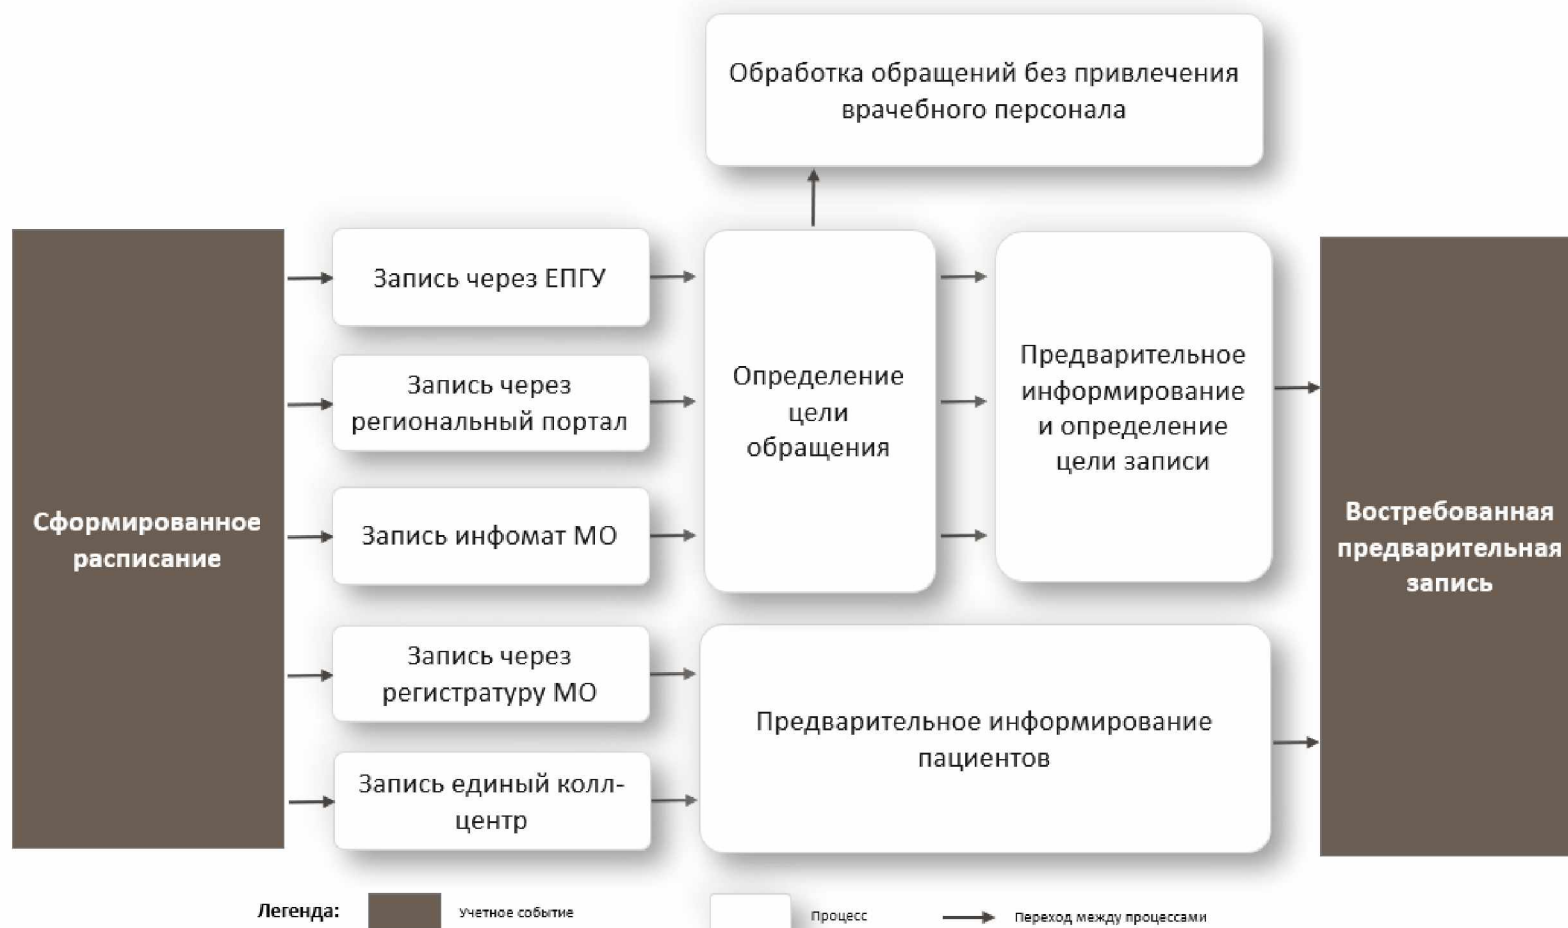 Обработка обращений без привлечения
врачебного персонала
Сформированное
расписание
Запись через ЕПГУ
Запись через
региональный портал
Запись инфомат МО
Запись через
регистратуру МО
Запись единый колл-
центр
Определение
цели
обращения
Предварительное
информирование
и определение
цели записи
Предварительное информирование
пациентов
Востребованная
предварительная
запись
Легенда:
Учетное событие
Процесс
Переход между процессами